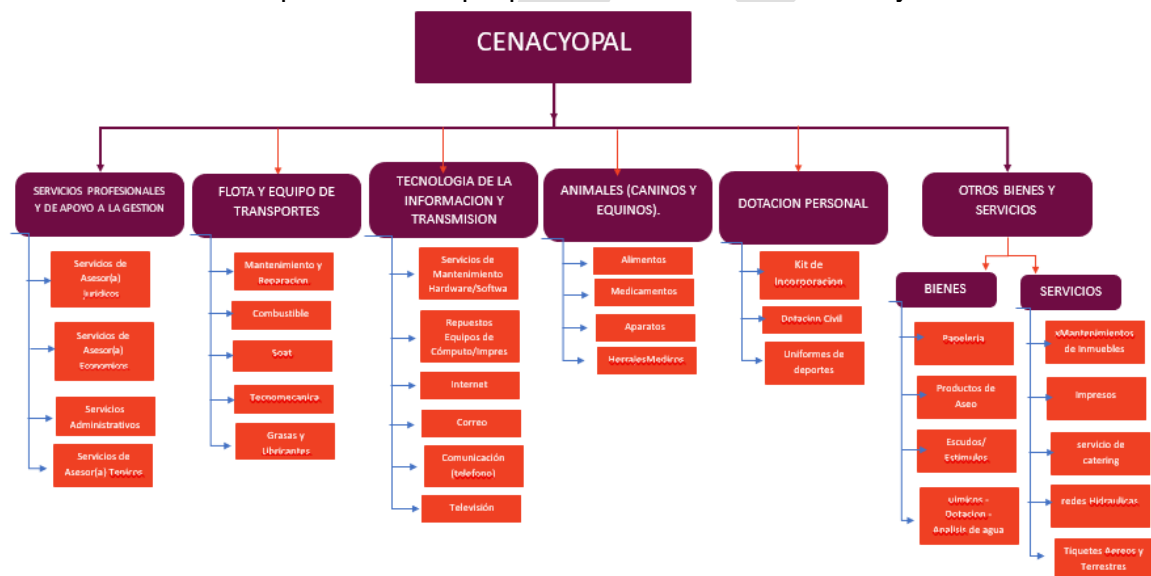 CENACYOPAL
SERVICIOS PROFESIONALES
Y DE APOYO A LA GESTION
Servicios de
Asesor(a)
Juridicos
Servicios de
Asesor(a)
Economicos
Servicios
Administrativos
Servicios de
Asesor(a) Tenicos
FLOTA Y EQUIPO DE
TRANSPORTES
Mantenimiento y
Reparacion
Combustible
Soat
Tecnomecanica
Grasas y
Libricantes
TECNOLOGIA DE LA
INFORMACION Y
TRANSMISION
Servicios de
Mantenimiento
Hardware/Softwa
Repuestos
Equipos de
Cómputo/Impres
Internet
Correo
Comunicación
(telefono)
Televisión
ANIMALES (CANINOS Y
EQUINOS).
Alimentos
Medicamentos
Aparatos
HerralesMedicos
DOTACION PERSONAL
Kit de
Incorporacion
Dotacion Civil
Uniformes de
deportes
OTROS BIENES Y
SERVICIOS
BIENES
Papeleria
Productos de
Aseo
Escudos/
Estimulos
Dotacion -
Analisis de agua
SERVICIOS
xMantenimientos
de Inmuebles
Impresos
servicio de
catering
redes Hidraulicas
Tiquetes Aereos y
Terrestres